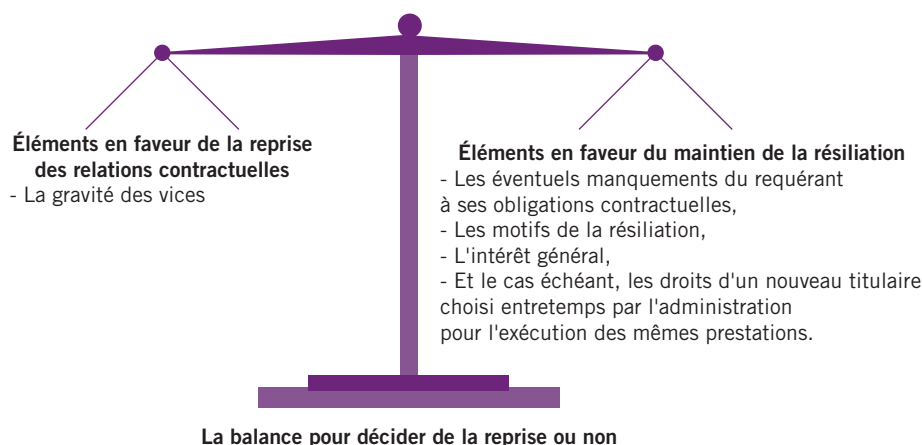 Éléments en faveur de la reprise
des relations contractuelles
- La gravité des vices
Éléments en faveur du maintien de la résiliation
- Les éventuels manquements du requérant
à ses obligations contractuelles,
- Les motifs de la résiliation,
- L'intérêt général,
- Et le cas échéant, les droits d'un nouveau titulaire
choisi entretemps par l'administration
pour l'exécution des mêmes prestations.
La balance pour décider de la reprise ou non